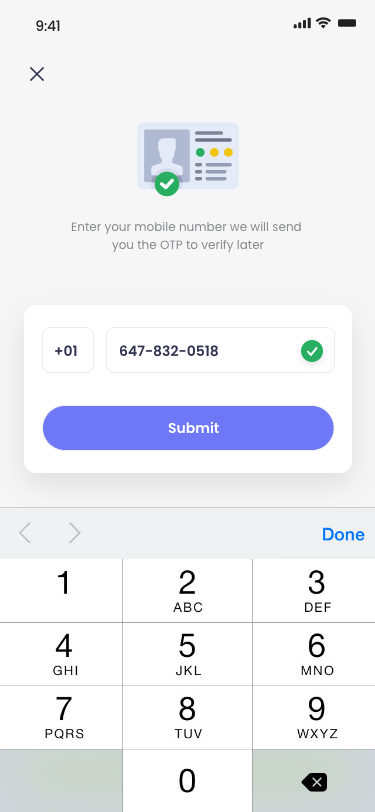 9:41
Enter your mobile number we will send
you the OTP to verify later
+01
647-832-0518
Submit
Done
1
2
ABC
3
DEF
4
GHI
5
JKL
6
MNO
7
PQRS
8
TUV
9
WXYZ
0